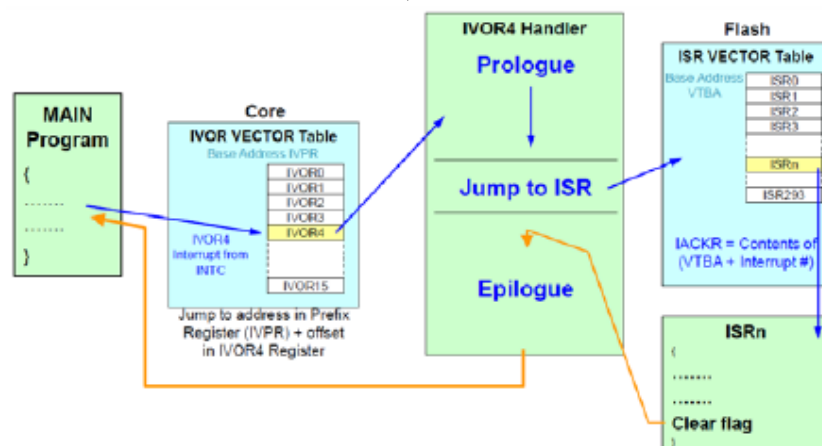 MAIN
Program
{
.......
.......
}
Core
IVOR VECTOR Table
Base Address IVPR
IVOR0
IVOR1
IVOR2
IVOR3
IVOR4
IVOR15
IVOR4
Interrupt from
INTC
Jump to address in Prefix
Register (IVPR) + offset
in IVOR4 Register
IVOR4 Handler
Prologue
Jump to ISR
Epilogue
Flash
ISR VECTOR Table
Base Address
VTBA
ISR0
ISR1
ISR2
ISR3
ISRn
ISR293
IACKR = Contents of
(VTBA + Interrupt #)
ISRn
{
.......
.......
Clear flag
}